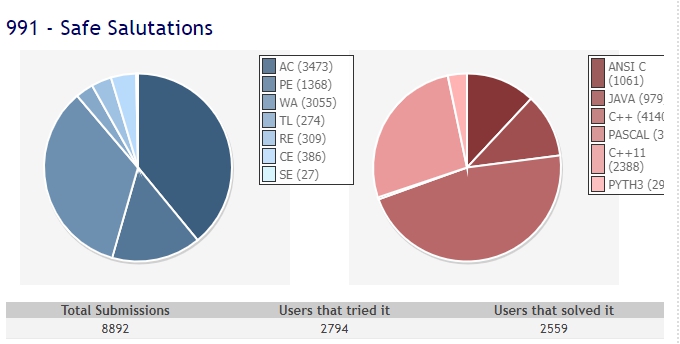 991 - Safe Salutations
AC (3473)
PE (1368)
WA (3055)
TL (274)
RE (309)
CE (386)
SE (27)
ANSI C
(1061)
JAVA (979
C++ (4140
PASCAL (3
C++11
(2388)
PYTH3 (29
Total Submissions Users that tried it Users that solved it
8892 2794 2559